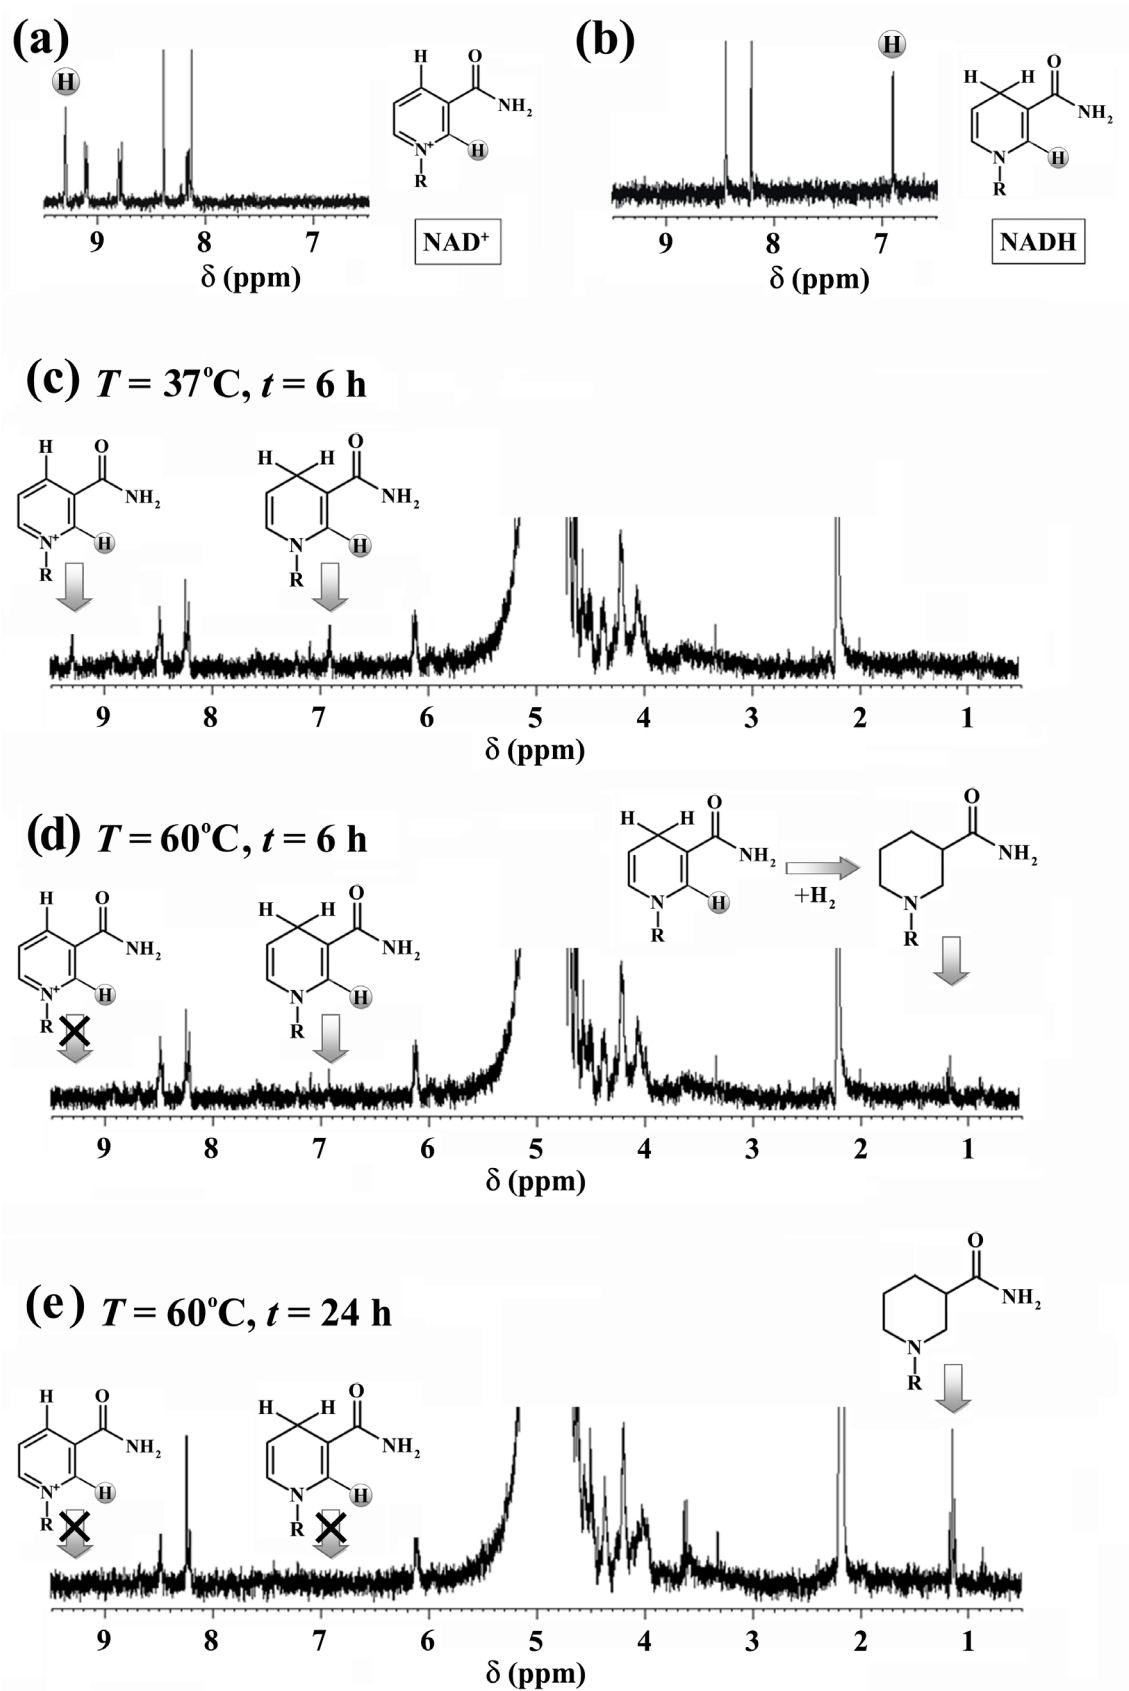 (a)
H
H
O
NH2
H
N+
R
NAD+
9 8 7
δ (ppm)
(b)
H
H H
O
NH2
H
N
R
NADH
9 8 7
δ (ppm)
(c) T = 37°C, t = 6 h
H
O
NH2
N+
H
R
H H
O
NH2
N
H
R
9 8 7 6 5 4 3 2 1
δ (ppm)
(d) T = 60°C, t = 6 h
H H
O
NH2
N
H
R
+H2
O
NH2
N
R
H
O
NH2
N+
H
R
H H
O
NH2
N
H
R
9 8 7 6 5 4 3 2 1
δ (ppm)
(e) T = 60°C, t = 24 h
O
NH2
N
R
H
O
NH2
N+
H
R
H H
O
NH2
N
H
R
9 8 7 6 5 4 3 2 1
δ (ppm)